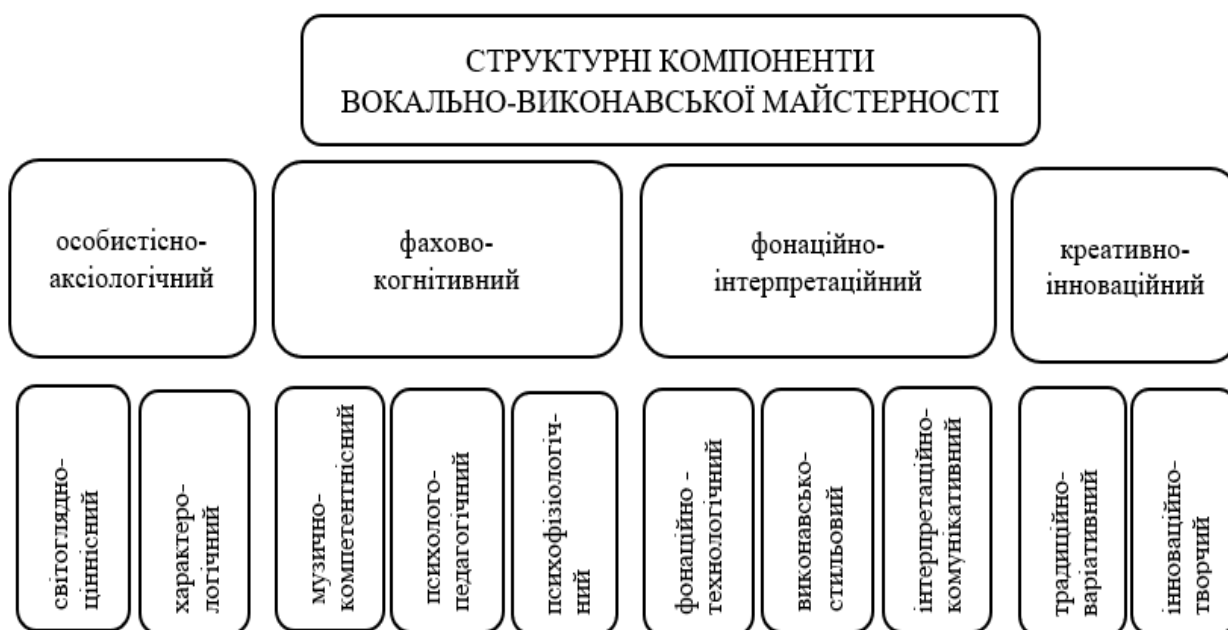 СТРУКТУРНІ КОМПОНЕНТИ
ВОКАЛЬНО-ВИКОНАВСЬКОЇ МАЙСТЕРНОСТІ
особистісно-
аксіологічний
фахово-
когнітивний
фонаційно-
інтерпретаційний
креативно-
інноваційний
світоглядно-
ціннісний
характеро-
логічний
музично-
компетентнісний
психолого-
педагогічний
психофізіологіч-
ний
фонаційно -
технологічний
виконавсько-
стильовий
інтерпретаційно-
комунікативний
традиційно-
варіативний
інноваційно-
творчий